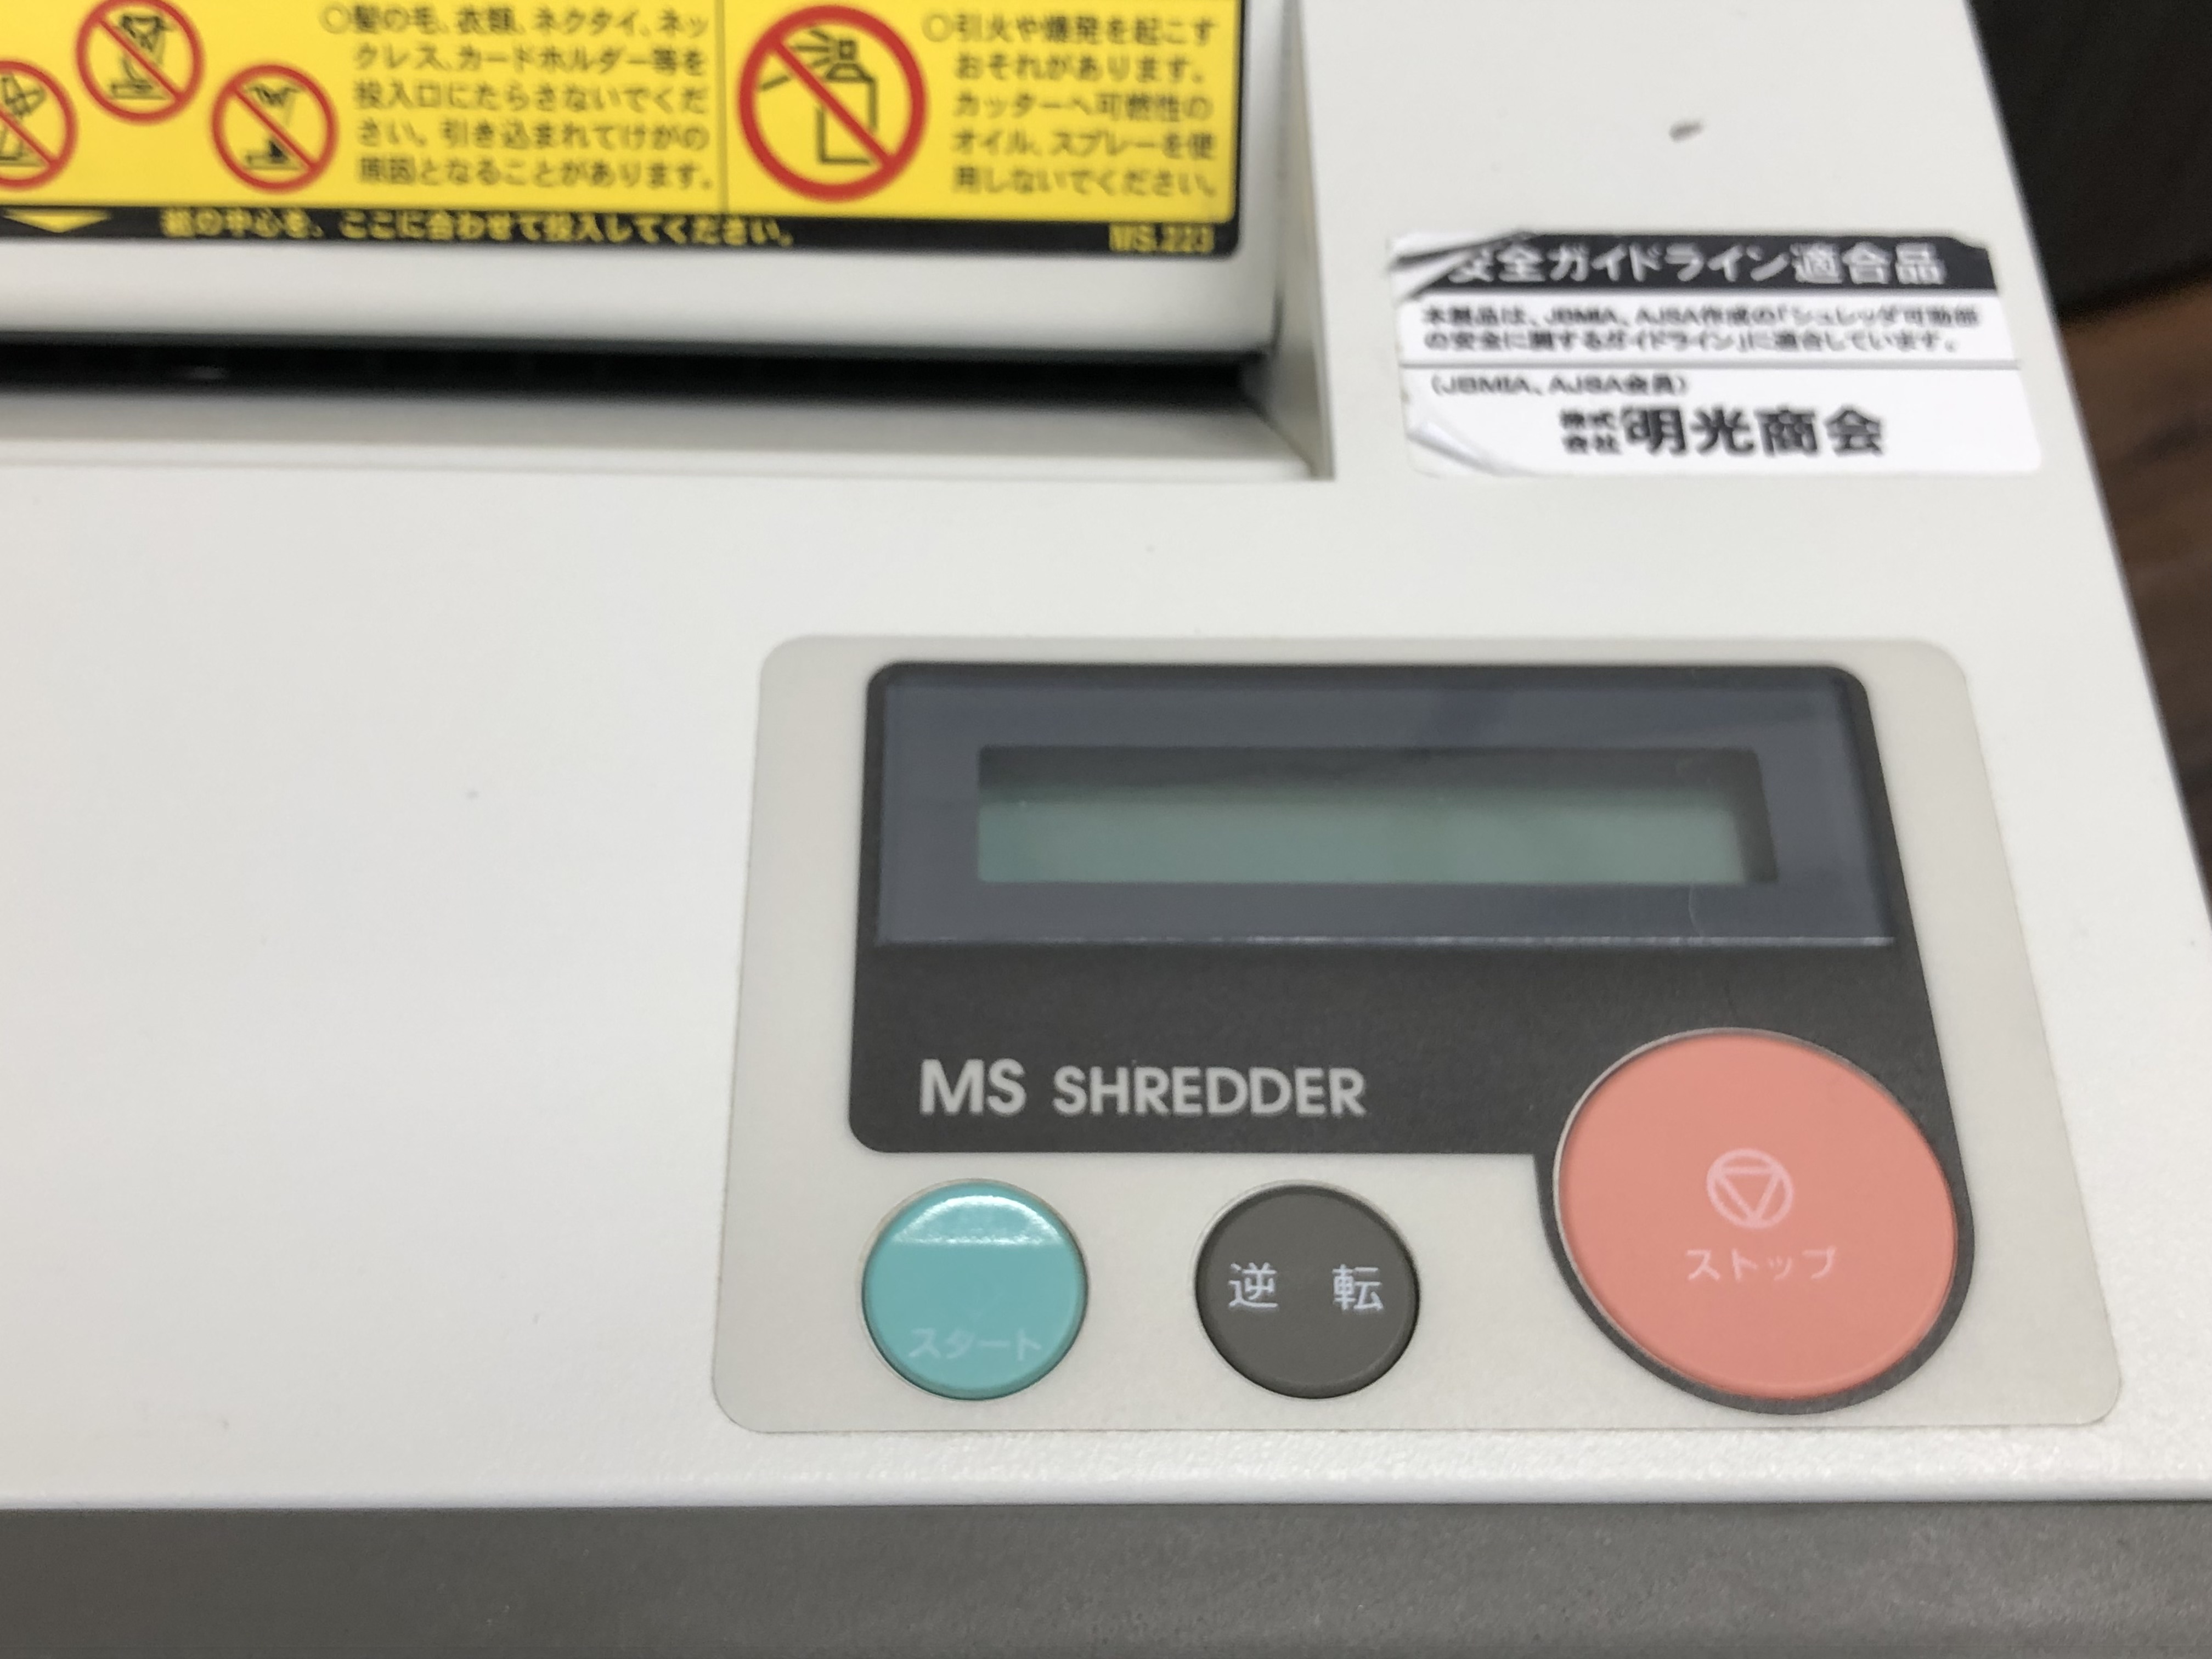 ○髪の毛、衣類、ネクタイ、ネッ
クレス、カードホルダー等を
投入口にたらさないでくだ
さい。引き込まれてけがの
原因となることがあります。
○引火や爆発を起こす
おそれがあります。
カッターへ可燃性の
オイル、スプレーを使
用しないでください。
紙の中心を、ここに合わせて投入してください。
MS.223
安全ガイドライン適合品
本製品は、JBMIA、AJSA作成の「シュレッダ可動部
の安全に関するガイドライン」に適合しています。
(JBMIA、AJSA会員)
株式会社明光商会
MS SHREDDER
スタート
逆 転
ストップ